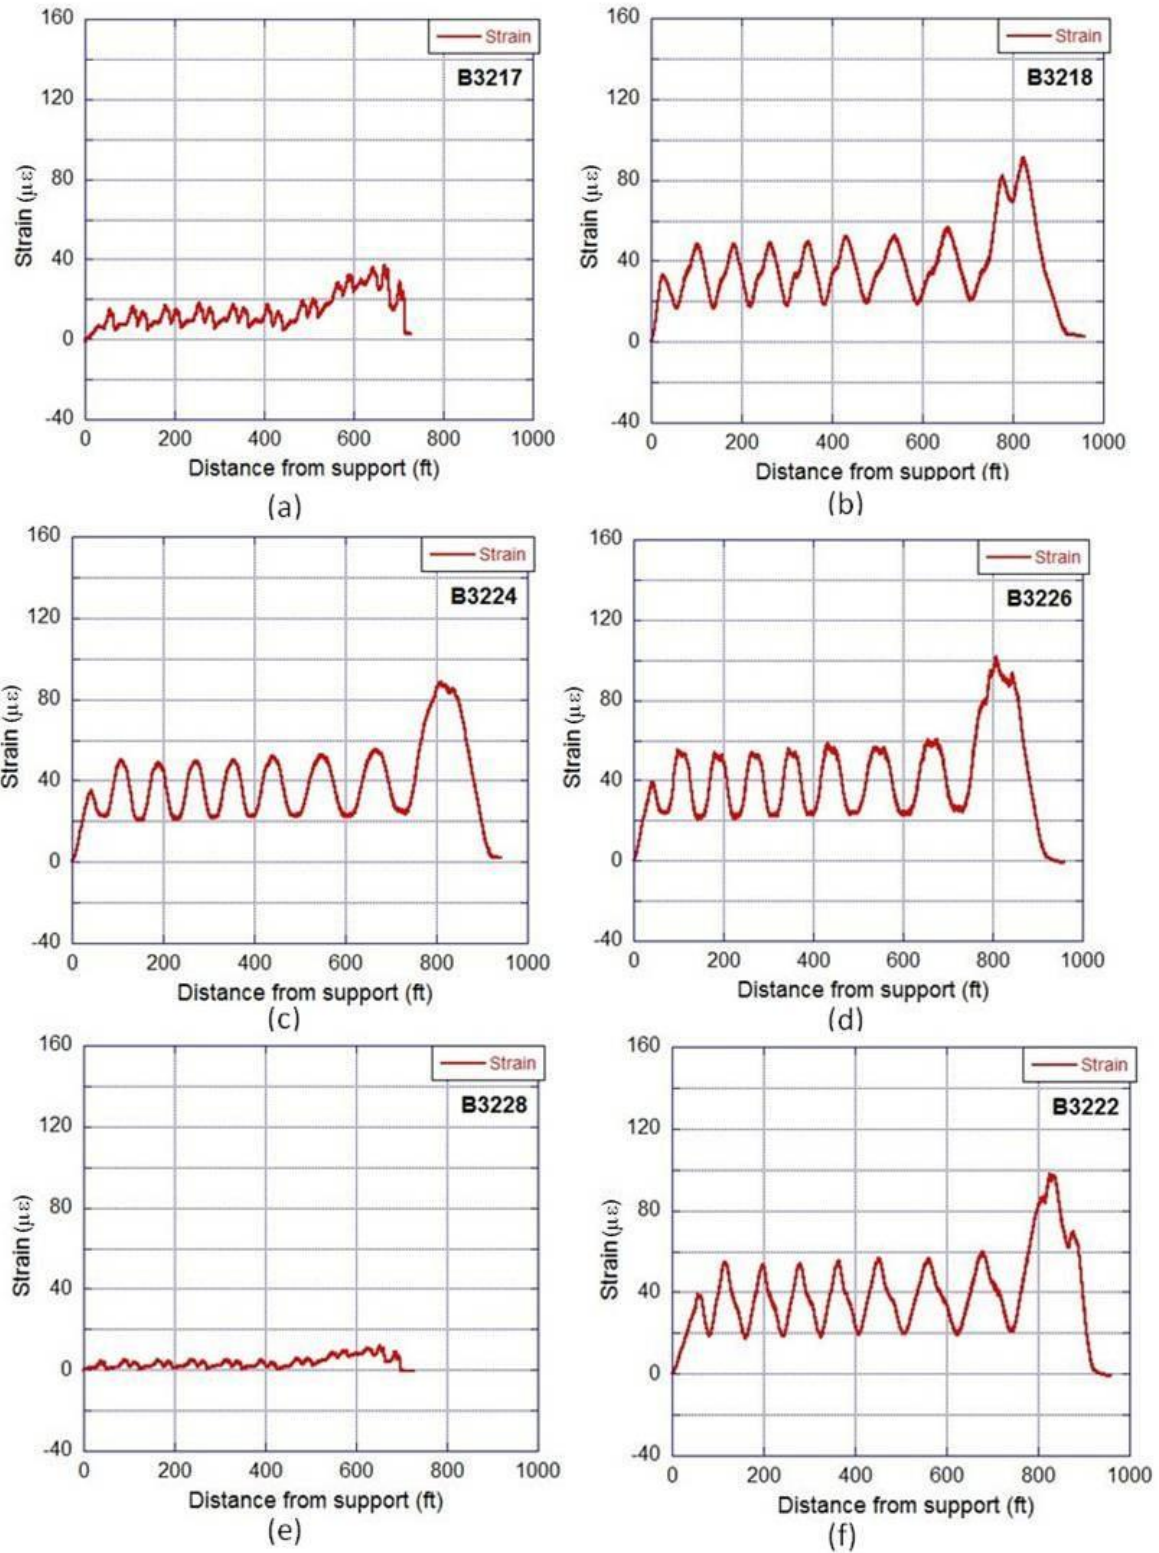 160
Strain
B3217
120
80
40
0
-40
Strain (με)
0 200 400 600 800 1000
Distance from support (ft)
(a)
160
Strain
B3218
120
80
40
0
-40
Strain (με)
0 200 400 600 800 1000
Distance from support (ft)
(b)
160
Strain
B3224
120
80
40
0
-40
Strain (με)
0 200 400 600 800 1000
Distance from support (ft)
(c)
160
Strain
B3226
120
80
40
0
-40
Strain (με)
0 200 400 600 800 1000
Distance from support (ft)
(d)
160
Strain
B3228
120
80
40
0
-40
Strain (με)
0 200 400 600 800 1000
Distance from support (ft)
(e)
160
Strain
B3222
120
80
40
0
-40
Strain (με)
0 200 400 600 800 1000
Distance from support (ft)
(f)